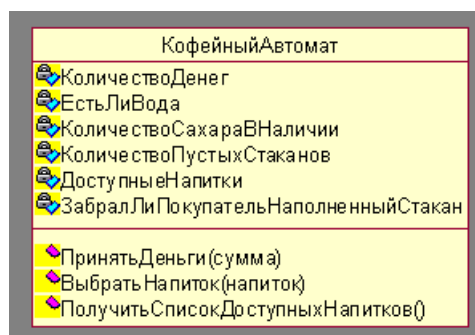 КофейныйАвтомат
КоличествоДенег
ЕстьЛиВода
КоличествоСахараВНаличии
КоличествоПустыхСтаканов
ДоступныеНапитки
ЗабралЛиПокупательНаполненныйСтакан
ПринятьДеньги(сумма)
ВыбратьНапиток(напиток)
ПолучитьСписокДоступныхНапитков()